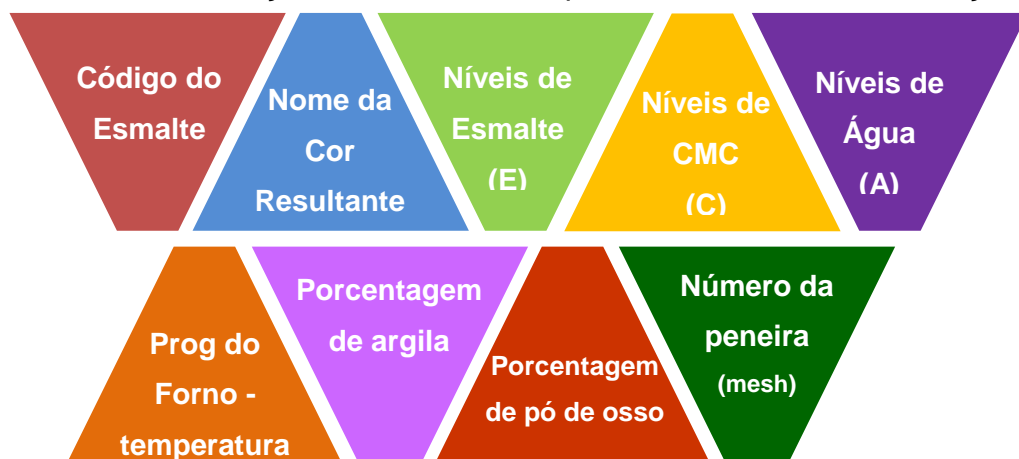 Código do
Esmalte
Nome da
Cor
Resultante
Níveis de
Esmalte
(E)
Níveis de
CMC
(C)
Níveis de
Água
(A)
Prog do
Forno -
temperatura
Porcentagem
de argila
Porcentagem
de pó de osso
Número da
peneira
(mesh)